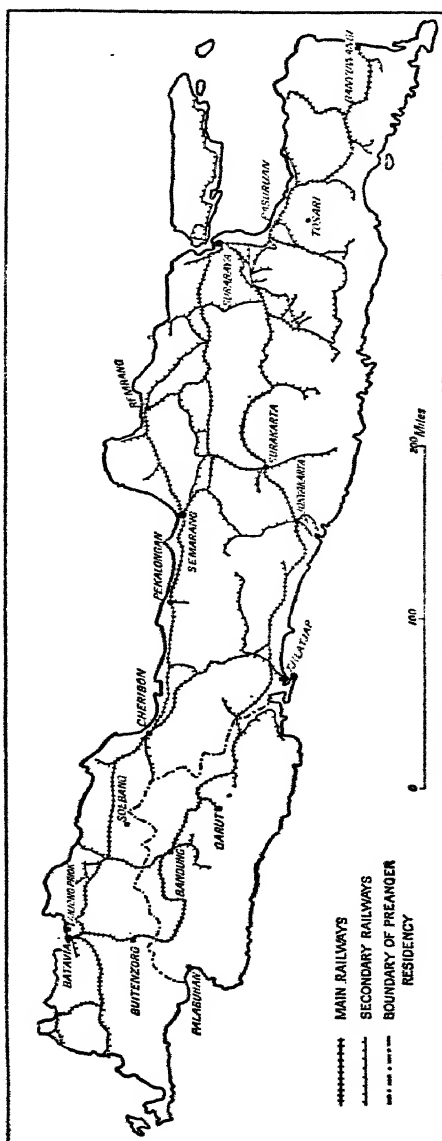 BATAVIA
BUITENZORG
PALABUHAN
SOEBANG
BANDUNG
GARUT
CHERIBON
PEKALONGAN
SEMARANG
TJILATJAP
SURAKARTA
REMBANG
SURABAYA
PASURUAN
TOSARI
BANYUWANGI
MAIN RAILWAYS
SECONDARY RAILWAYS
BOUNDARY OF PREANGER
RESIDENCY
0 100 200 Miles